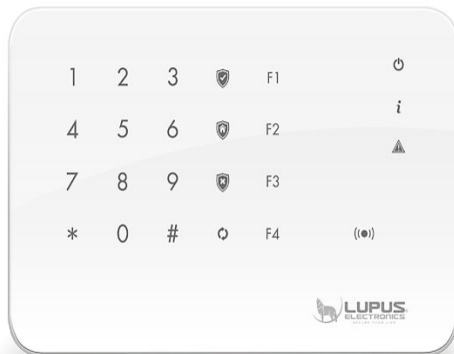 1 2 3 F1
4 5 6 F2
7 8 9 F3
* 0 # F4
i
LUPUS
ELECTRONICS